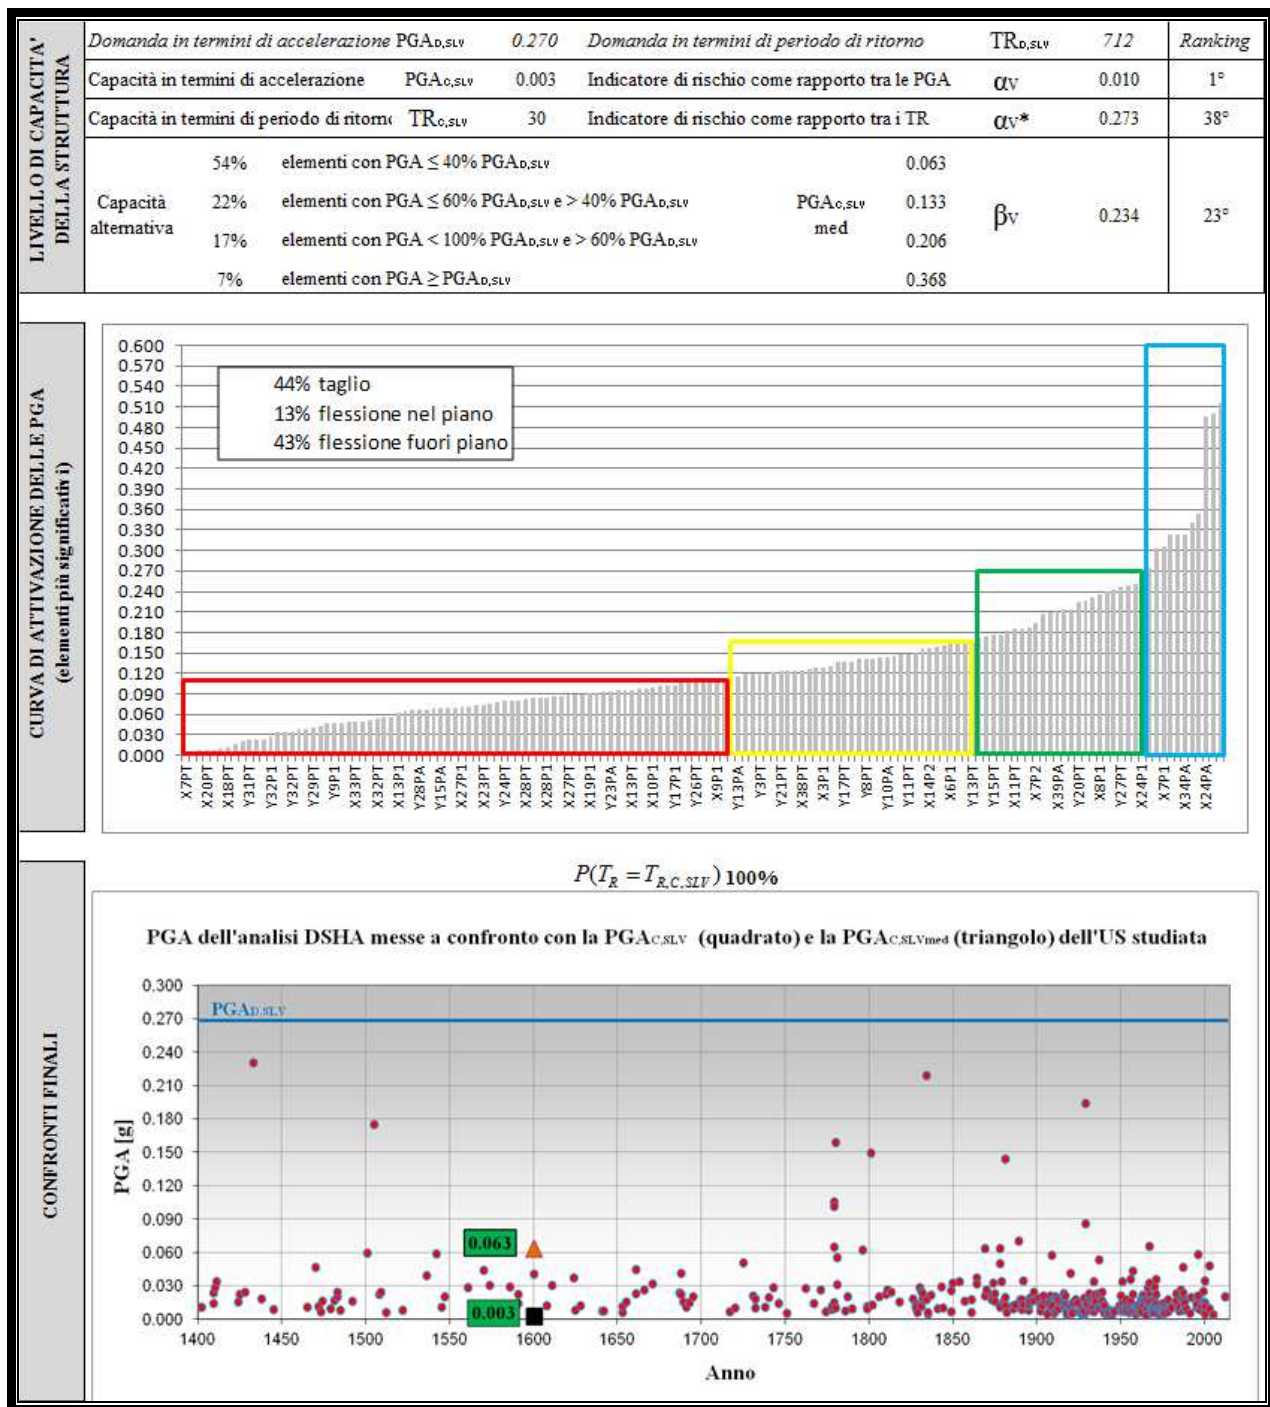 LIVELLO DI CAPACITA'
DELLA STRUTTURA
Domanda in termini di accelerazione PGAD,SLV 0.270 Domanda in termini di periodo di ritorno TRD,SLV 712 Ranking
Capacità in termini di accelerazione PGAC,SLV 0.003 Indicatore di rischio come rapporto tra le PGA αV 0.010 1°
Capacità in termini di periodo di ritorno TRC,SLV 30 Indicatore di rischio come rapporto tra i TR αV* 0.273 38°
Capacità
alternativa
54% elementi con PGA ≤ 40% PGAD,SLV 0.063
22% elementi con PGA ≤ 60% PGAD,SLV e > 40% PGAD,SLV 0.133
17% elementi con PGA < 100% PGAD,SLV e > 60% PGAD,SLV 0.206
7% elementi con PGA ≥ PGAD,SLV 0.368
PGAC,SLV
med
βV 0.234 23°
CURVA DI ATTIVAZIONE DELLE PGA
(elementi più significativi)
0.600
0.570
0.540
0.510
0.480
0.450
0.420
0.390
0.360
0.330
0.300
0.270
0.240
0.210
0.180
0.150
0.120
0.090
0.060
0.030
0.000
44% taglio
13% flessione nel piano
43% flessione fuori piano
X7PT X20PT X18PT Y31PT Y32P1 Y32PT Y29PT Y9P1 X33PT X32PT X13P1 Y28PA Y15PA X27P1 X23PT Y24PT X28PT X28P1 X27PT X19P1 Y23PA X13PT X10P1 Y17P1 Y26PT X9P1 Y13PA Y3PT Y21PT X38PT X3P1 Y17PT Y8PT Y10PA Y11PT X14P2 X6P1 Y13PT Y15PT X11PT X7P2 X39PA Y20PT X8P1 Y27PT X24P1 X7P1 X34PA X24PA
CONFRONTI FINALI
P(TR = TR,C,SLV) 100%
PGA dell'analisi DSHA messe a confronto con la PGAC,SLV (quadrato) e la PGAC,SLVmed (triangolo) dell'US studiata
PGA [g]
0.300
0.270
0.240
0.210
0.180
0.150
0.120
0.090
0.060
0.030
0.000
PGAD,SLV
0.063
0.003
1400 1450 1500 1550 1600 1650 1700 1750 1800 1850 1900 1950 2000
Anno